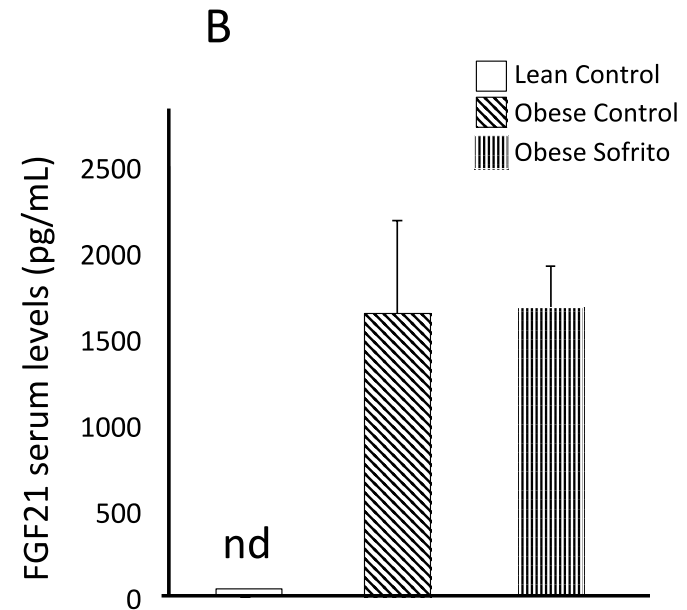 B
Lean Control
Obese Control
Obese Sofrito
FGF21 serum levels (pg/mL)
2500
2000
1500
1000
500
0
nd